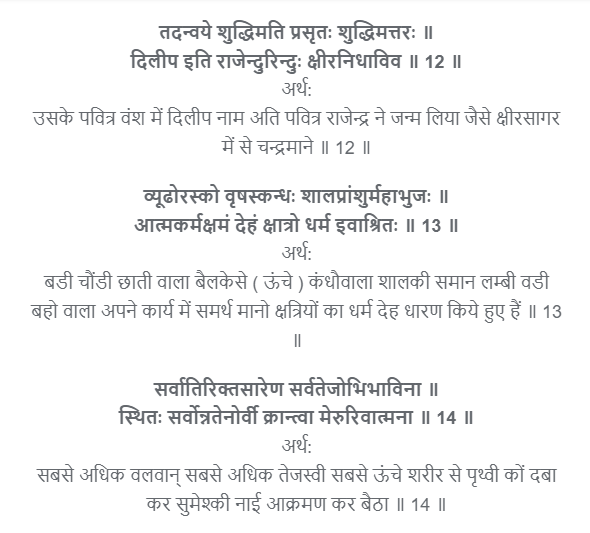 तदन्वये शुद्धिमति प्रसृतः शुद्धिमत्तरः ॥
दिलीप इति राजेन्दुरिन्दुः क्षीरनिधाविव ॥ 12 ॥
अर्थ:
उसके पवित्र वंश में दिलीप नाम अति पवित्र राजेन्द्र ने जन्म लिया जैसे क्षीरसागर
में से चन्द्रमाने ॥ 12 ॥
व्यूढोरस्को वृषस्कन्धः शालप्रांशुर्महाभुजः ॥
आत्मकर्मक्षमं देहं क्षात्रो धर्म इवाश्रितः ॥ 13 ॥
अर्थ:
बडी चौंडी छाती वाला बैलकेसे ( ऊंचे ) कंधौवाला शालकी समान लम्बी वडी
बहो वाला अपने कार्य में समर्थ मानो क्षत्रियों का धर्म देह धारण किये हुए हैं ॥ 13
॥
सर्वातिरिक्तसारेण सर्वतेजोभिभाविना ॥
स्थितः सर्वोन्नतेनोर्वी क्रान्त्वा मेरुरिवात्मना ॥ 14 ॥
अर्थ:
सबसे अधिक वलवान् सबसे अधिक तेजस्वी सबसे ऊंचे शरीर से पृथ्वी कों दबा
कर सुमेश्की नाई आक्रमण कर बैठा ॥ 14 ॥